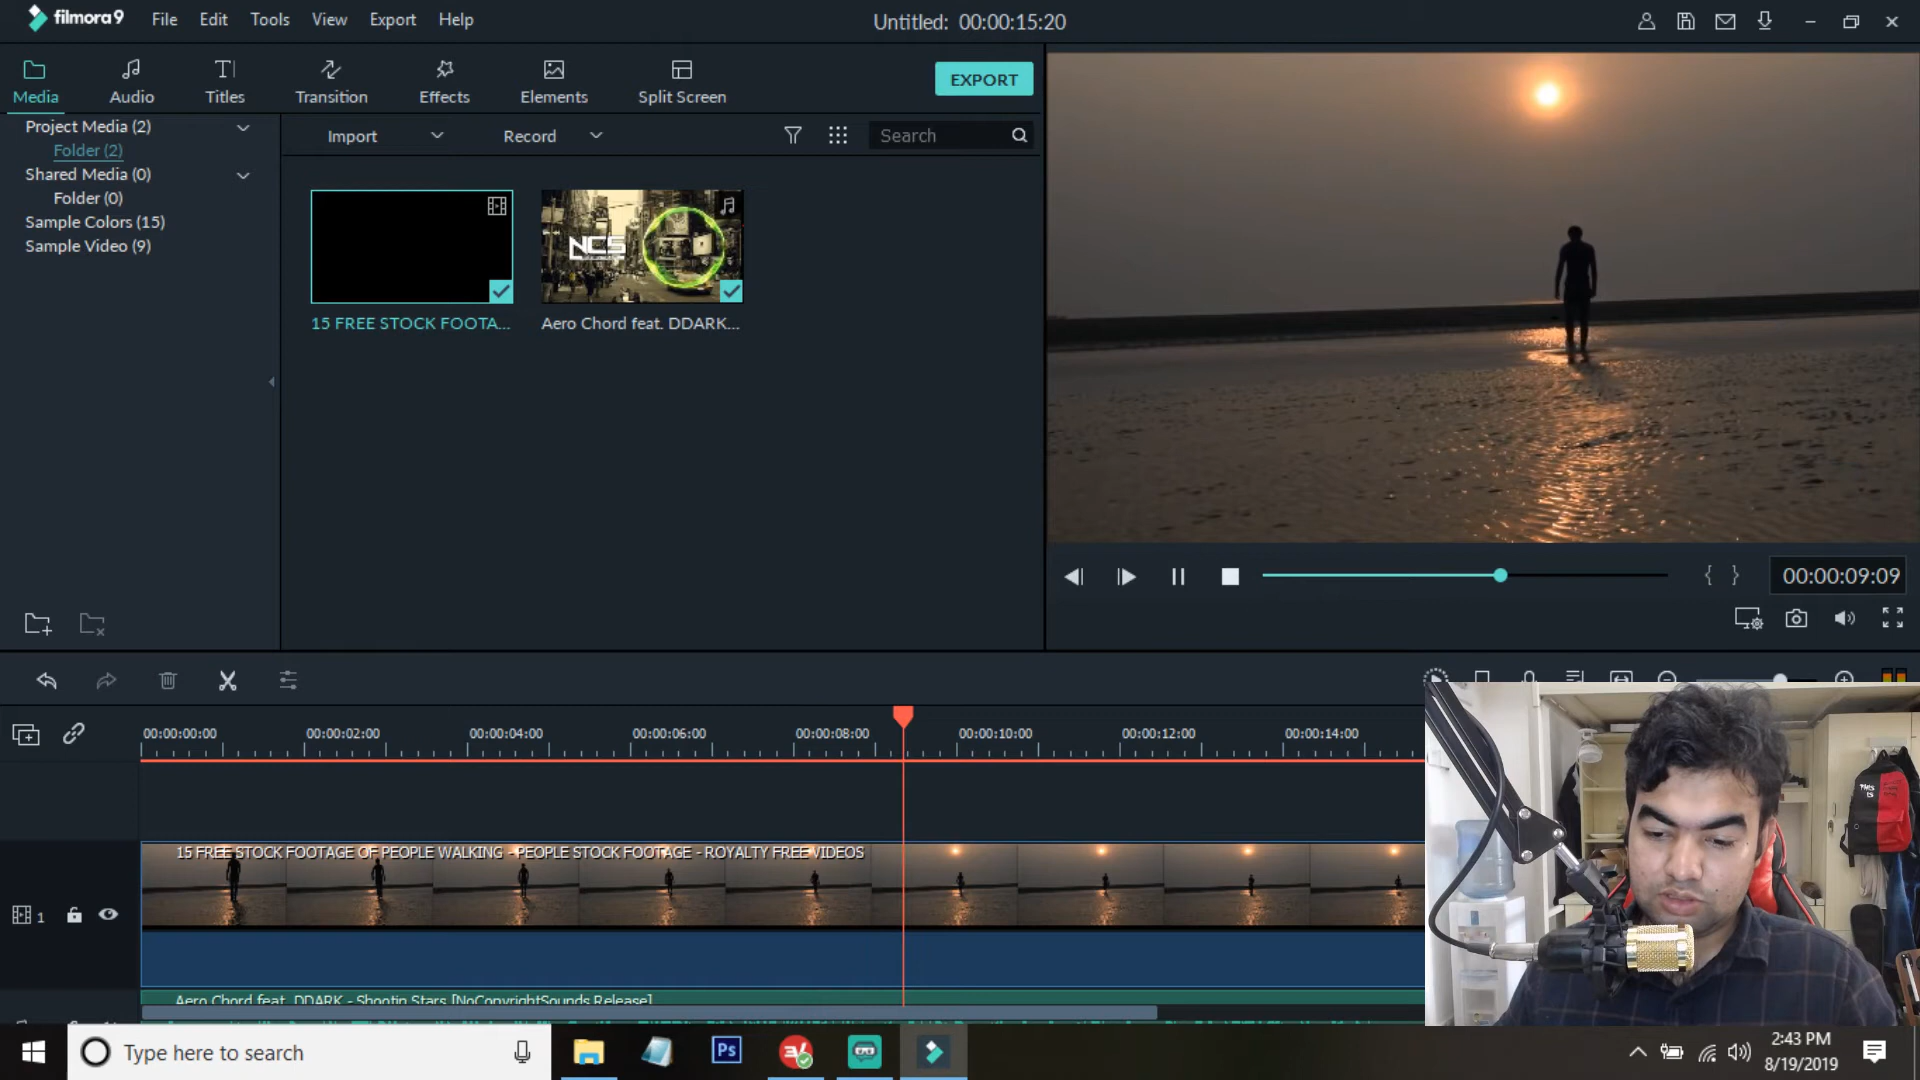 filmora9 File Edit Tools View Export Help
Untitled: 00:00:15:20
Media Audio Titles Transition Effects Elements Split Screen
EXPORT
Project Media (2)
Folder (2)
Shared Media (0)
Folder (0)
Sample Colors (15)
Sample Video (9)
Import Record Search
NCS
15 FREE STOCK FOOTA...
Aero Chord feat. DDARK...
{ } 00:00:09:09
00:00:00:00 00:00:02:00 00:00:04:00 00:00:06:00 00:00:08:00 00:00:10:00 00:00:12:00 00:00:14:00
15 FREE STOCK FOOTAGE OF PEOPLE WALKING - PEOPLE STOCK FOOTAGE - ROYALTY FREE VIDEOS
1
Aero Chord feat. DDARK - Shootin Stars [NoCopyrightSounds Release]
Type here to search
Ps
2:43 PM
8/19/2019